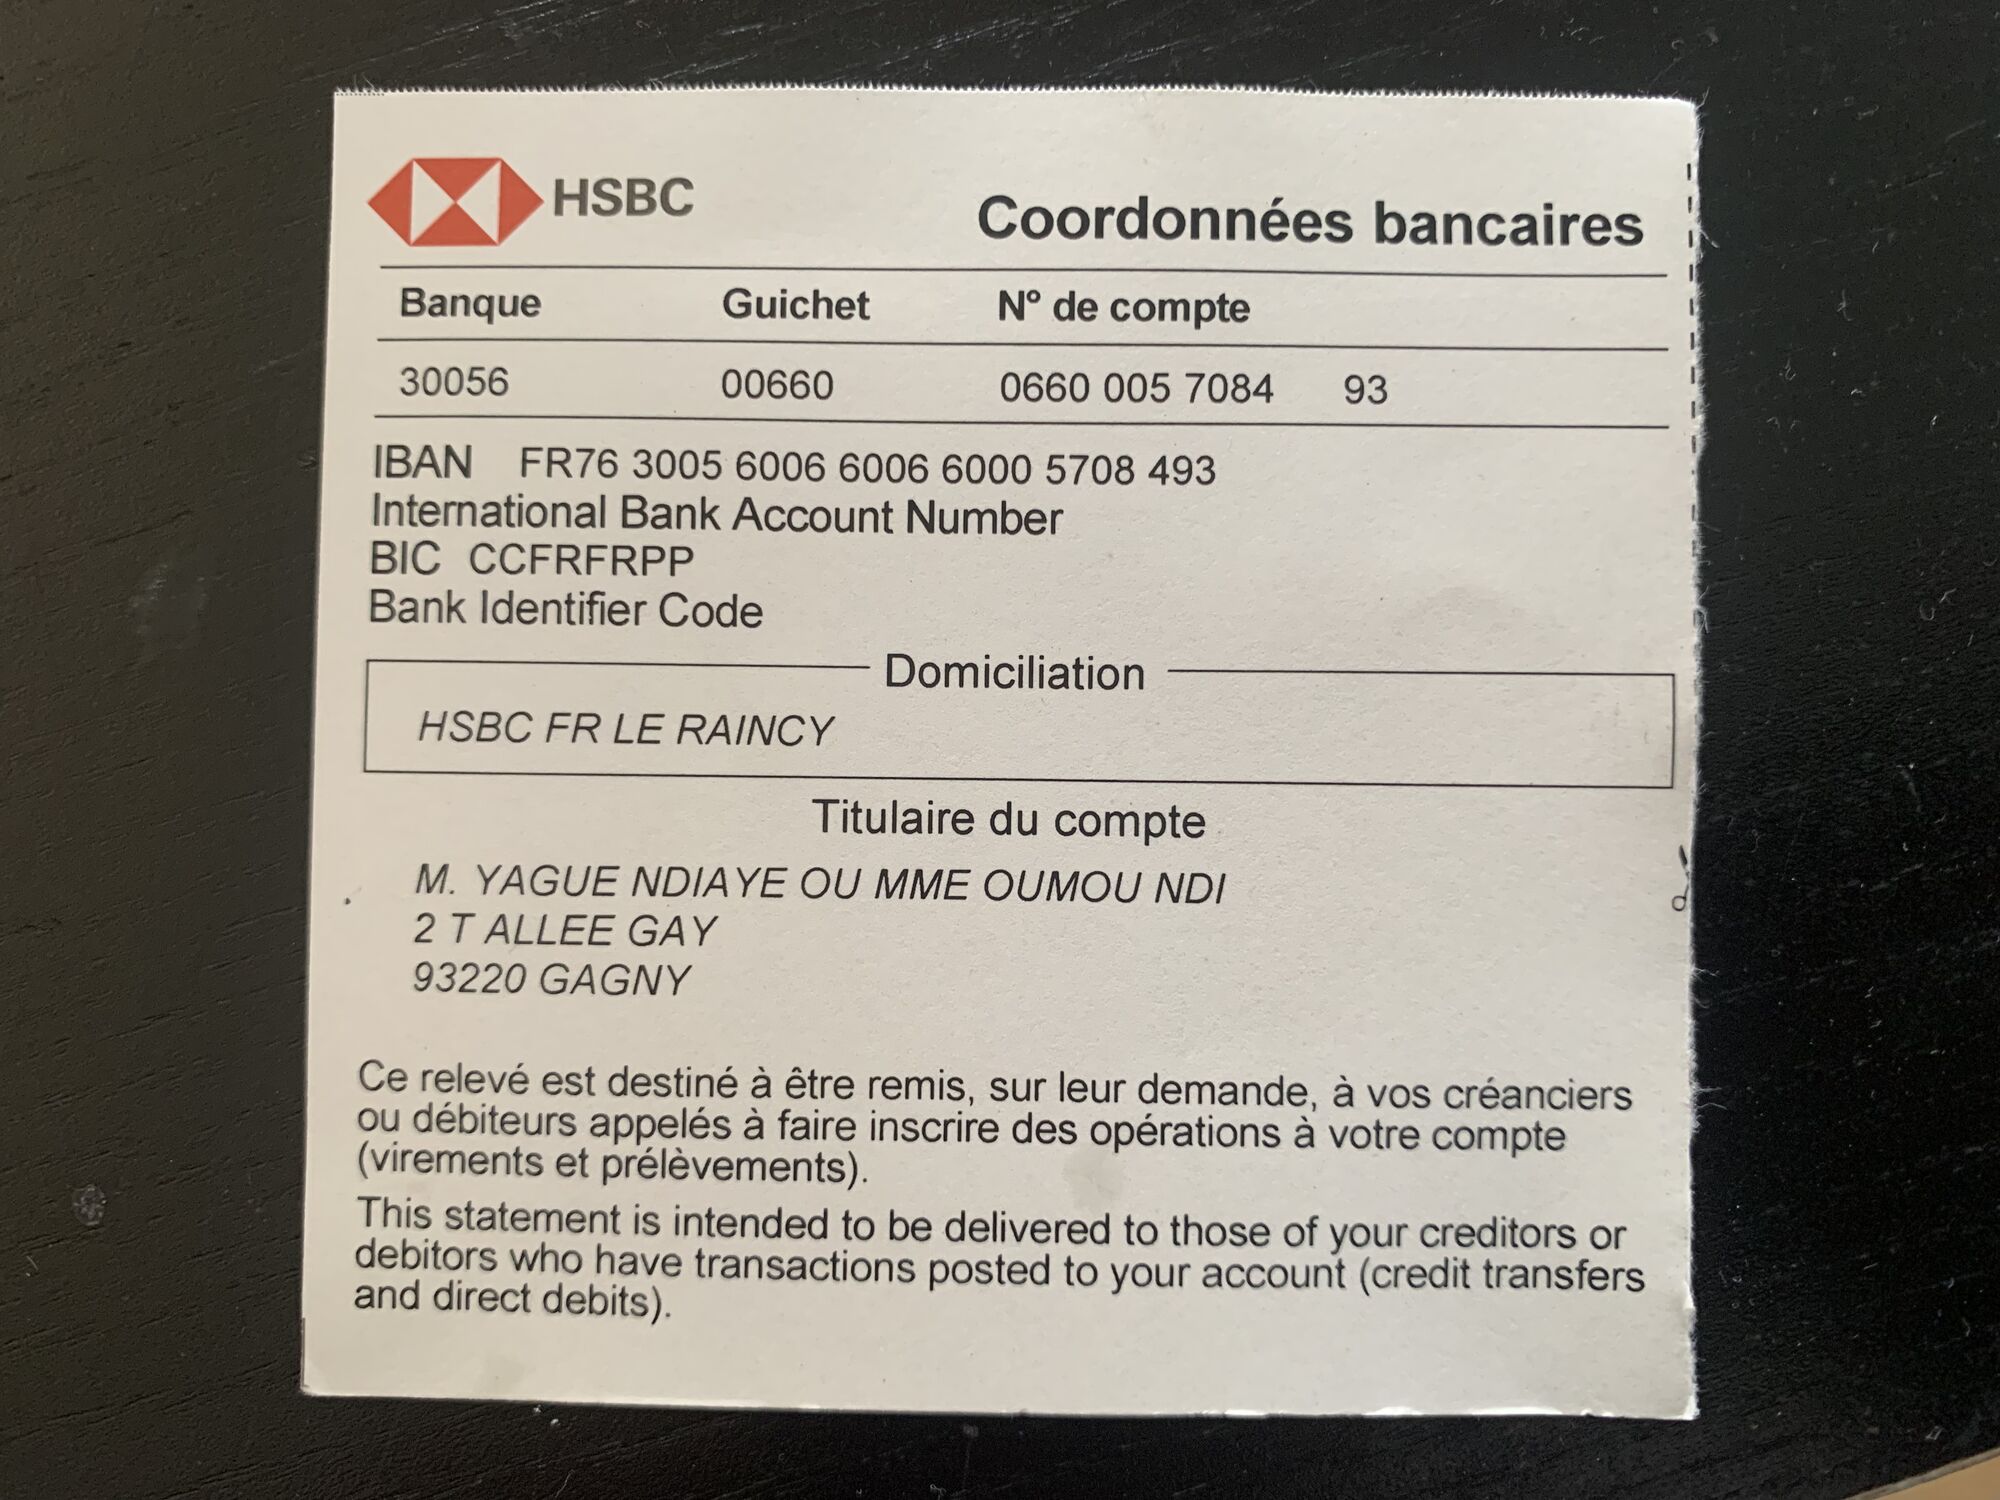 HSBC
Coordonnées bancaires
Banque Guichet N° de compte
30056 00660 0660 005 7084 93
IBAN FR76 3005 6006 6006 6000 5708 493
International Bank Account Number
BIC CCFRFRPP
Bank Identifier Code
Domiciliation
HSBC FR LE RAINCY
Titulaire du compte
M. YAGUE NDIAYE OU MME OUMOU NDI
2 T ALLEE GAY
93220 GAGNY
Ce relevé est destiné à être remis, sur leur demande, à vos créanciers
ou débiteurs appelés à faire inscrire des opérations à votre compte
(virements et prélèvements).
This statement is intended to be delivered to those of your creditors or
debitors who have transactions posted to your account (credit transfers
and direct debits).